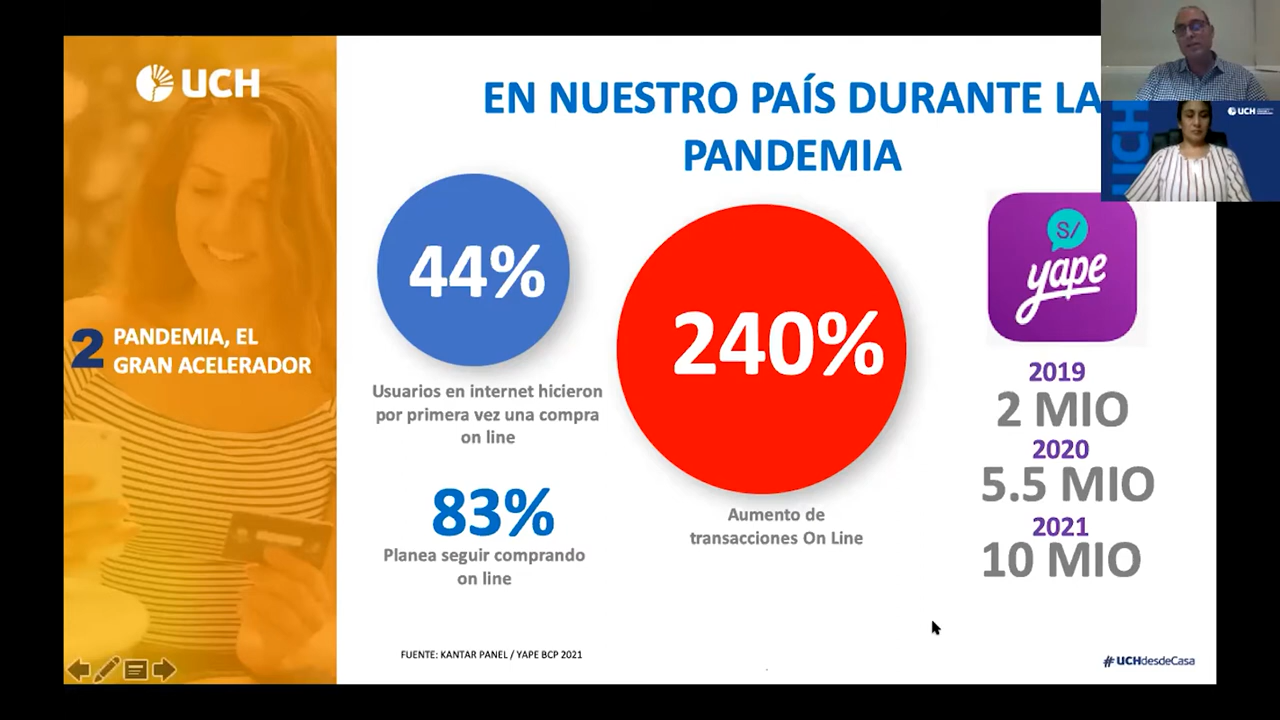 UCH
EN NUESTRO PAÍS DURANTE LA
PANDEMIA
2 PANDEMIA, EL
GRAN ACELERADOR
44%
Usuarios en internet hicieron
por primera vez una compra
on line
83%
Planea seguir comprando
on line
240%
Aumento de
transacciones On Line
S/
yape
2019
2 MIO
2020
5.5 MIO
2021
10 MIO
FUENTE: KANTAR PANEL / YAPE BCP 2021
#UCHdesdeCasa
UCH
UCH